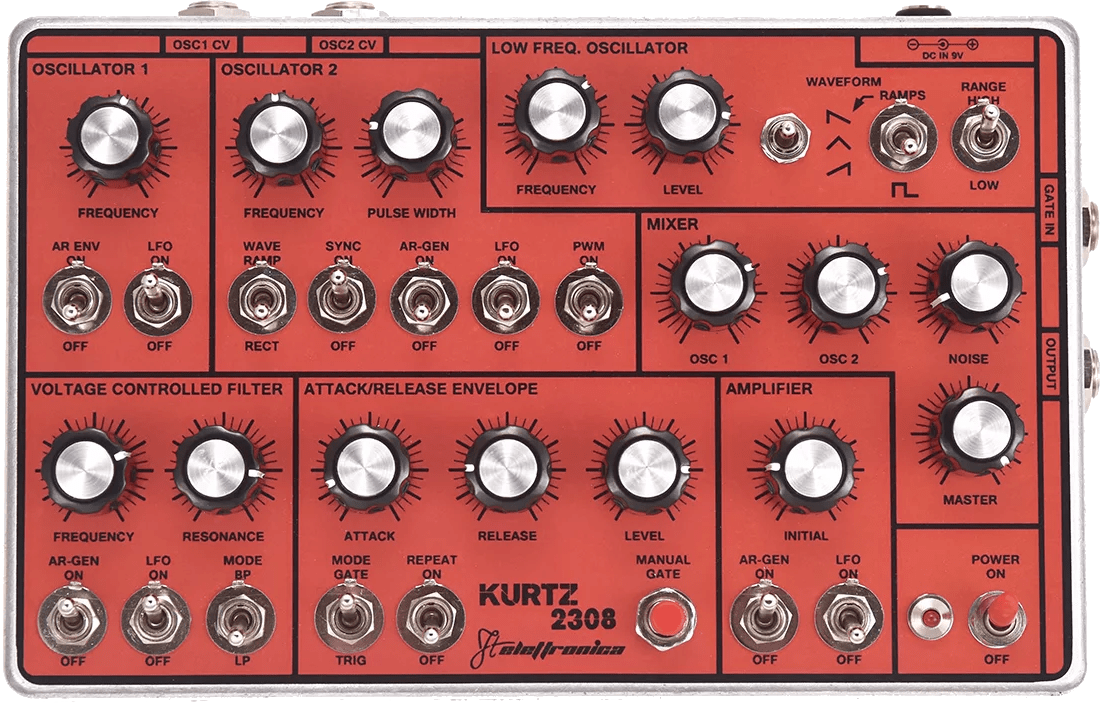 OSC1 CV
OSC2 CV
DC IN 9V
OSCILLATOR 1
FREQUENCY
AR ENV
ON
OFF
LFO
ON
OFF
OSCILLATOR 2
FREQUENCY
PULSE WIDTH
WAVE
RAMP
RECT
SYNC
ON
OFF
AR-GEN
ON
OFF
LFO
ON
OFF
PWM
ON
OFF
LOW FREQ. OSCILLATOR
FREQUENCY
LEVEL
WAVEFORM
RAMPS
RANGE
HIGH
LOW
MIXER
OSC 1
OSC 2
NOISE
MASTER
GATE IN
OUTPUT
VOLTAGE CONTROLLED FILTER
FREQUENCY
RESONANCE
AR-GEN
ON
OFF
LFO
ON
OFF
MODE
BP
LP
ATTACK/RELEASE ENVELOPE
ATTACK
RELEASE
LEVEL
MODE
GATE
TRIG
REPEAT
ON
OFF
KURTZ
2308
FT elettronica
MANUAL
GATE
AMPLIFIER
INITIAL
AR-GEN
ON
OFF
LFO
ON
OFF
POWER
ON
OFF